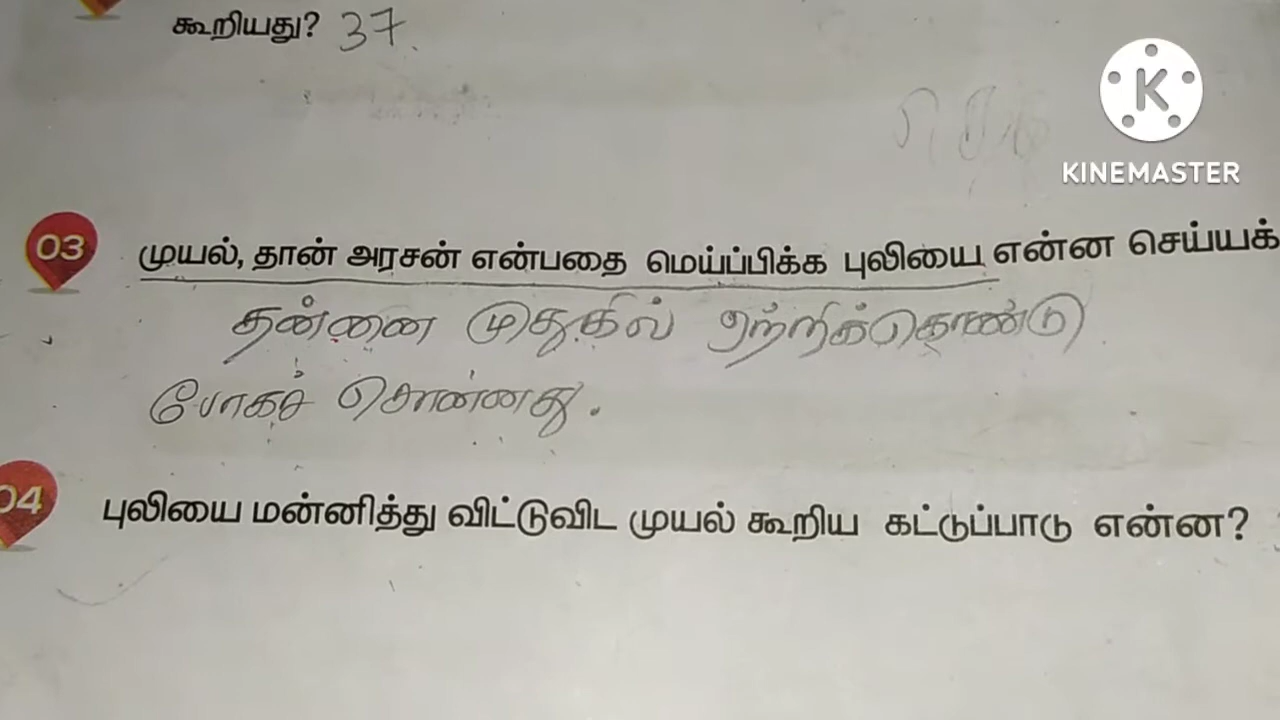 கூறியது? 37.
K
KINEMASTER
03 முயல், தான் அரசன் என்பதை மெய்ப்பிக்க புலியை என்ன செய்யக்
தன்னை முதுகில் ஏற்றிக்கொண்டு
போகச் சொன்னது.
04 புலியை மன்னித்து விட்டுவிட முயல் கூறிய கட்டுப்பாடு என்ன?